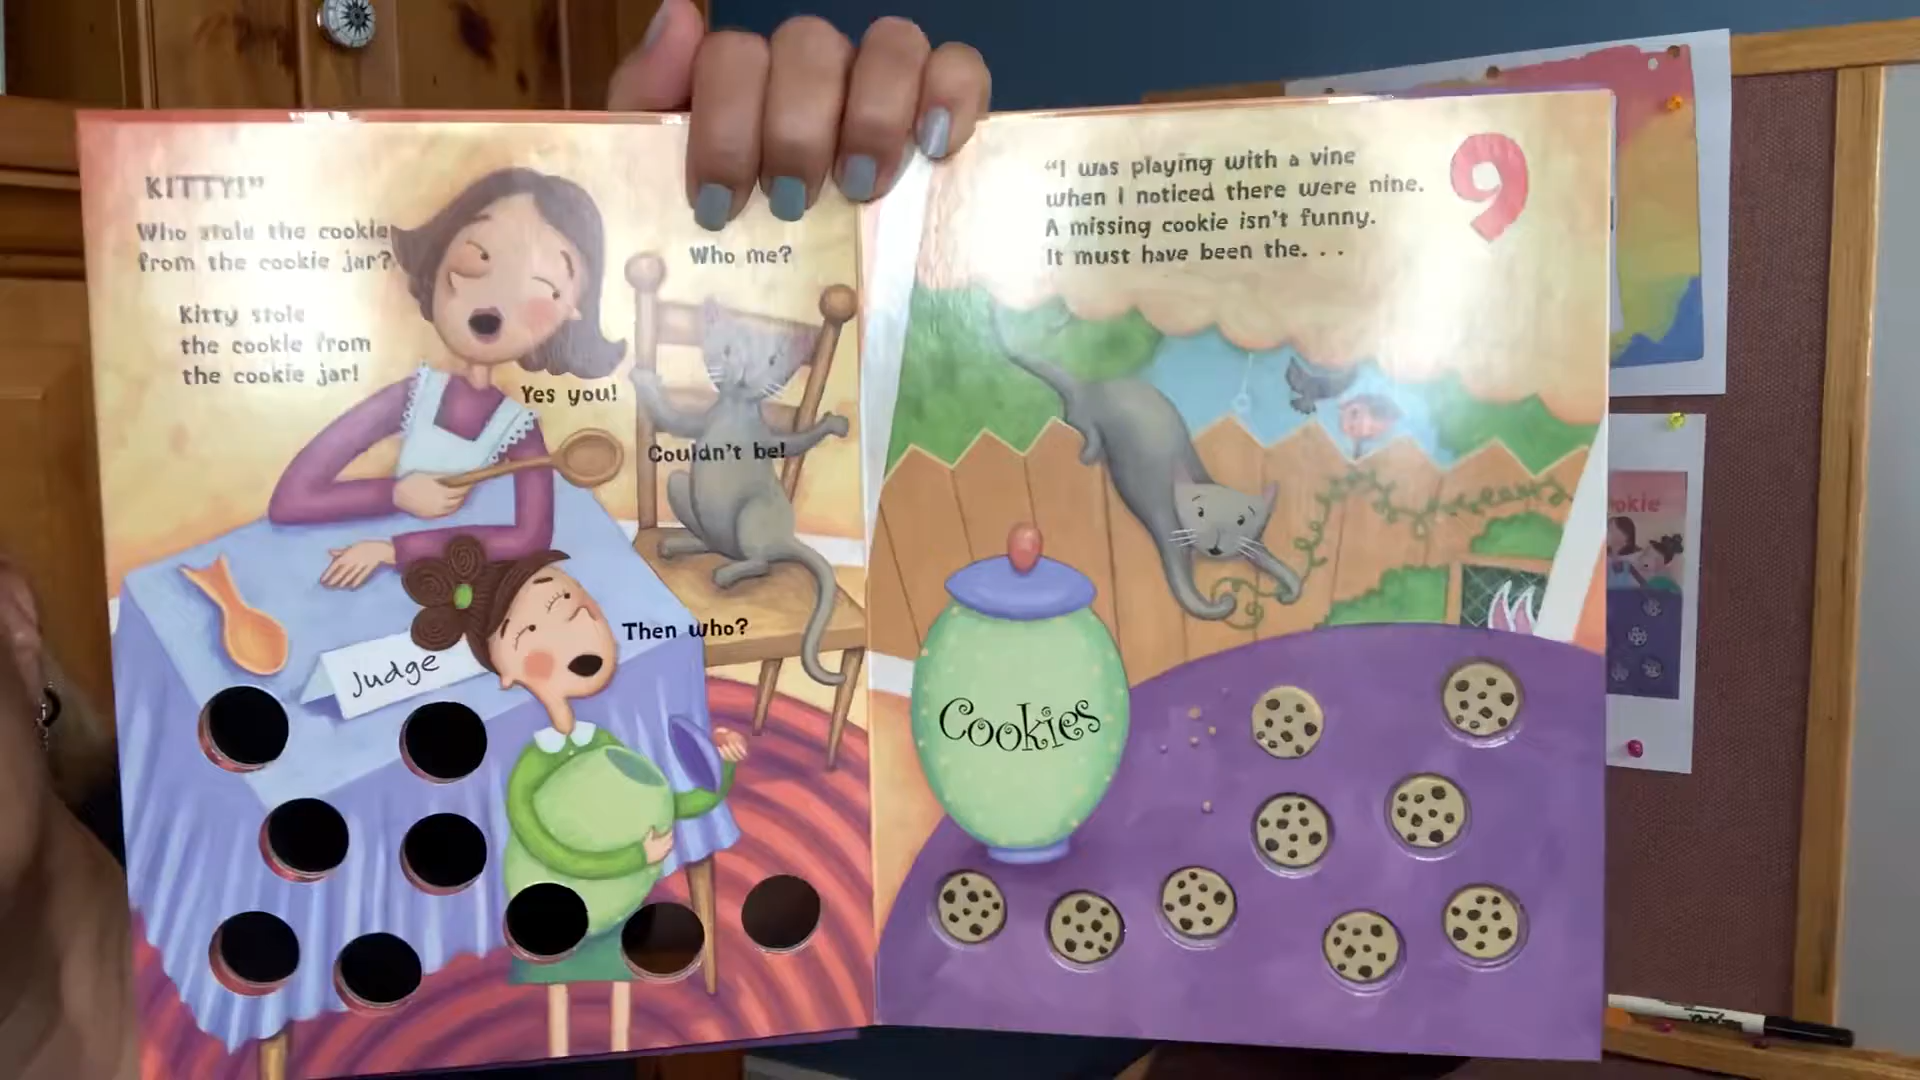 KITTY!"
Who stole the cookie
from the cookie jar?
Kitty stole
the cookie from
the cookie jar!
Who me?
Yes you!
Couldn't be!
Then who?
Judge
"I was playing with a vine
when I noticed there were nine.
A missing cookie isn't funny.
It must have been the. . .
9
Cookies
okie